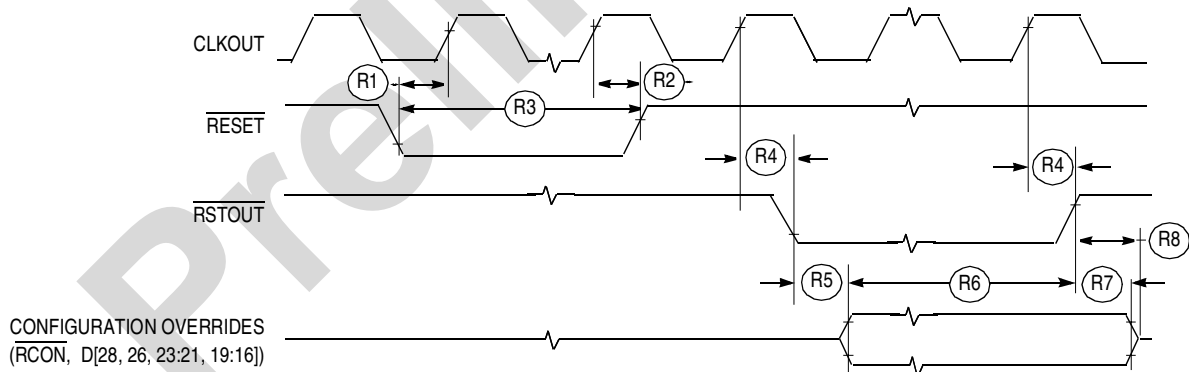 CLKOUT
R1
R2
R3
RESET
R4
R4
RSTOUT
R8
R5
R6
R7
CONFIGURATION OVERRIDES
(RCON, D[28, 26, 23:21, 19:16])
Preli